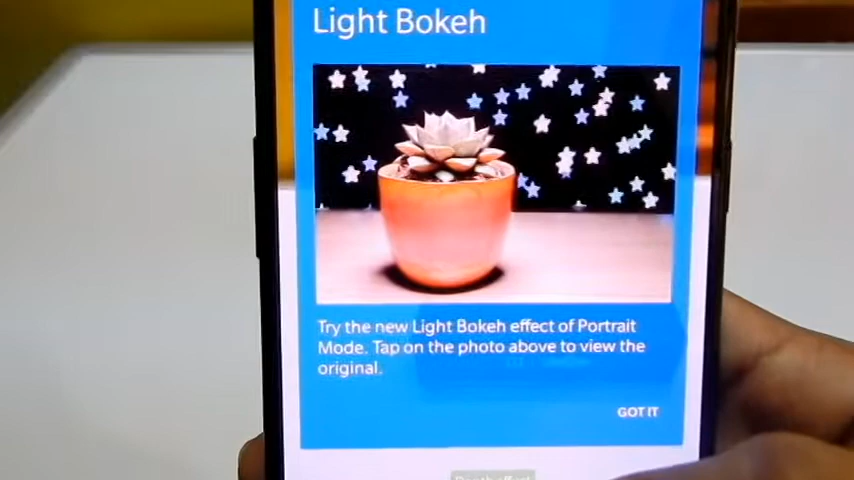 Light Bokeh
Try the new Light Bokeh effect of Portrait
Mode. Tap on the photo above to view the
original.
GOT IT